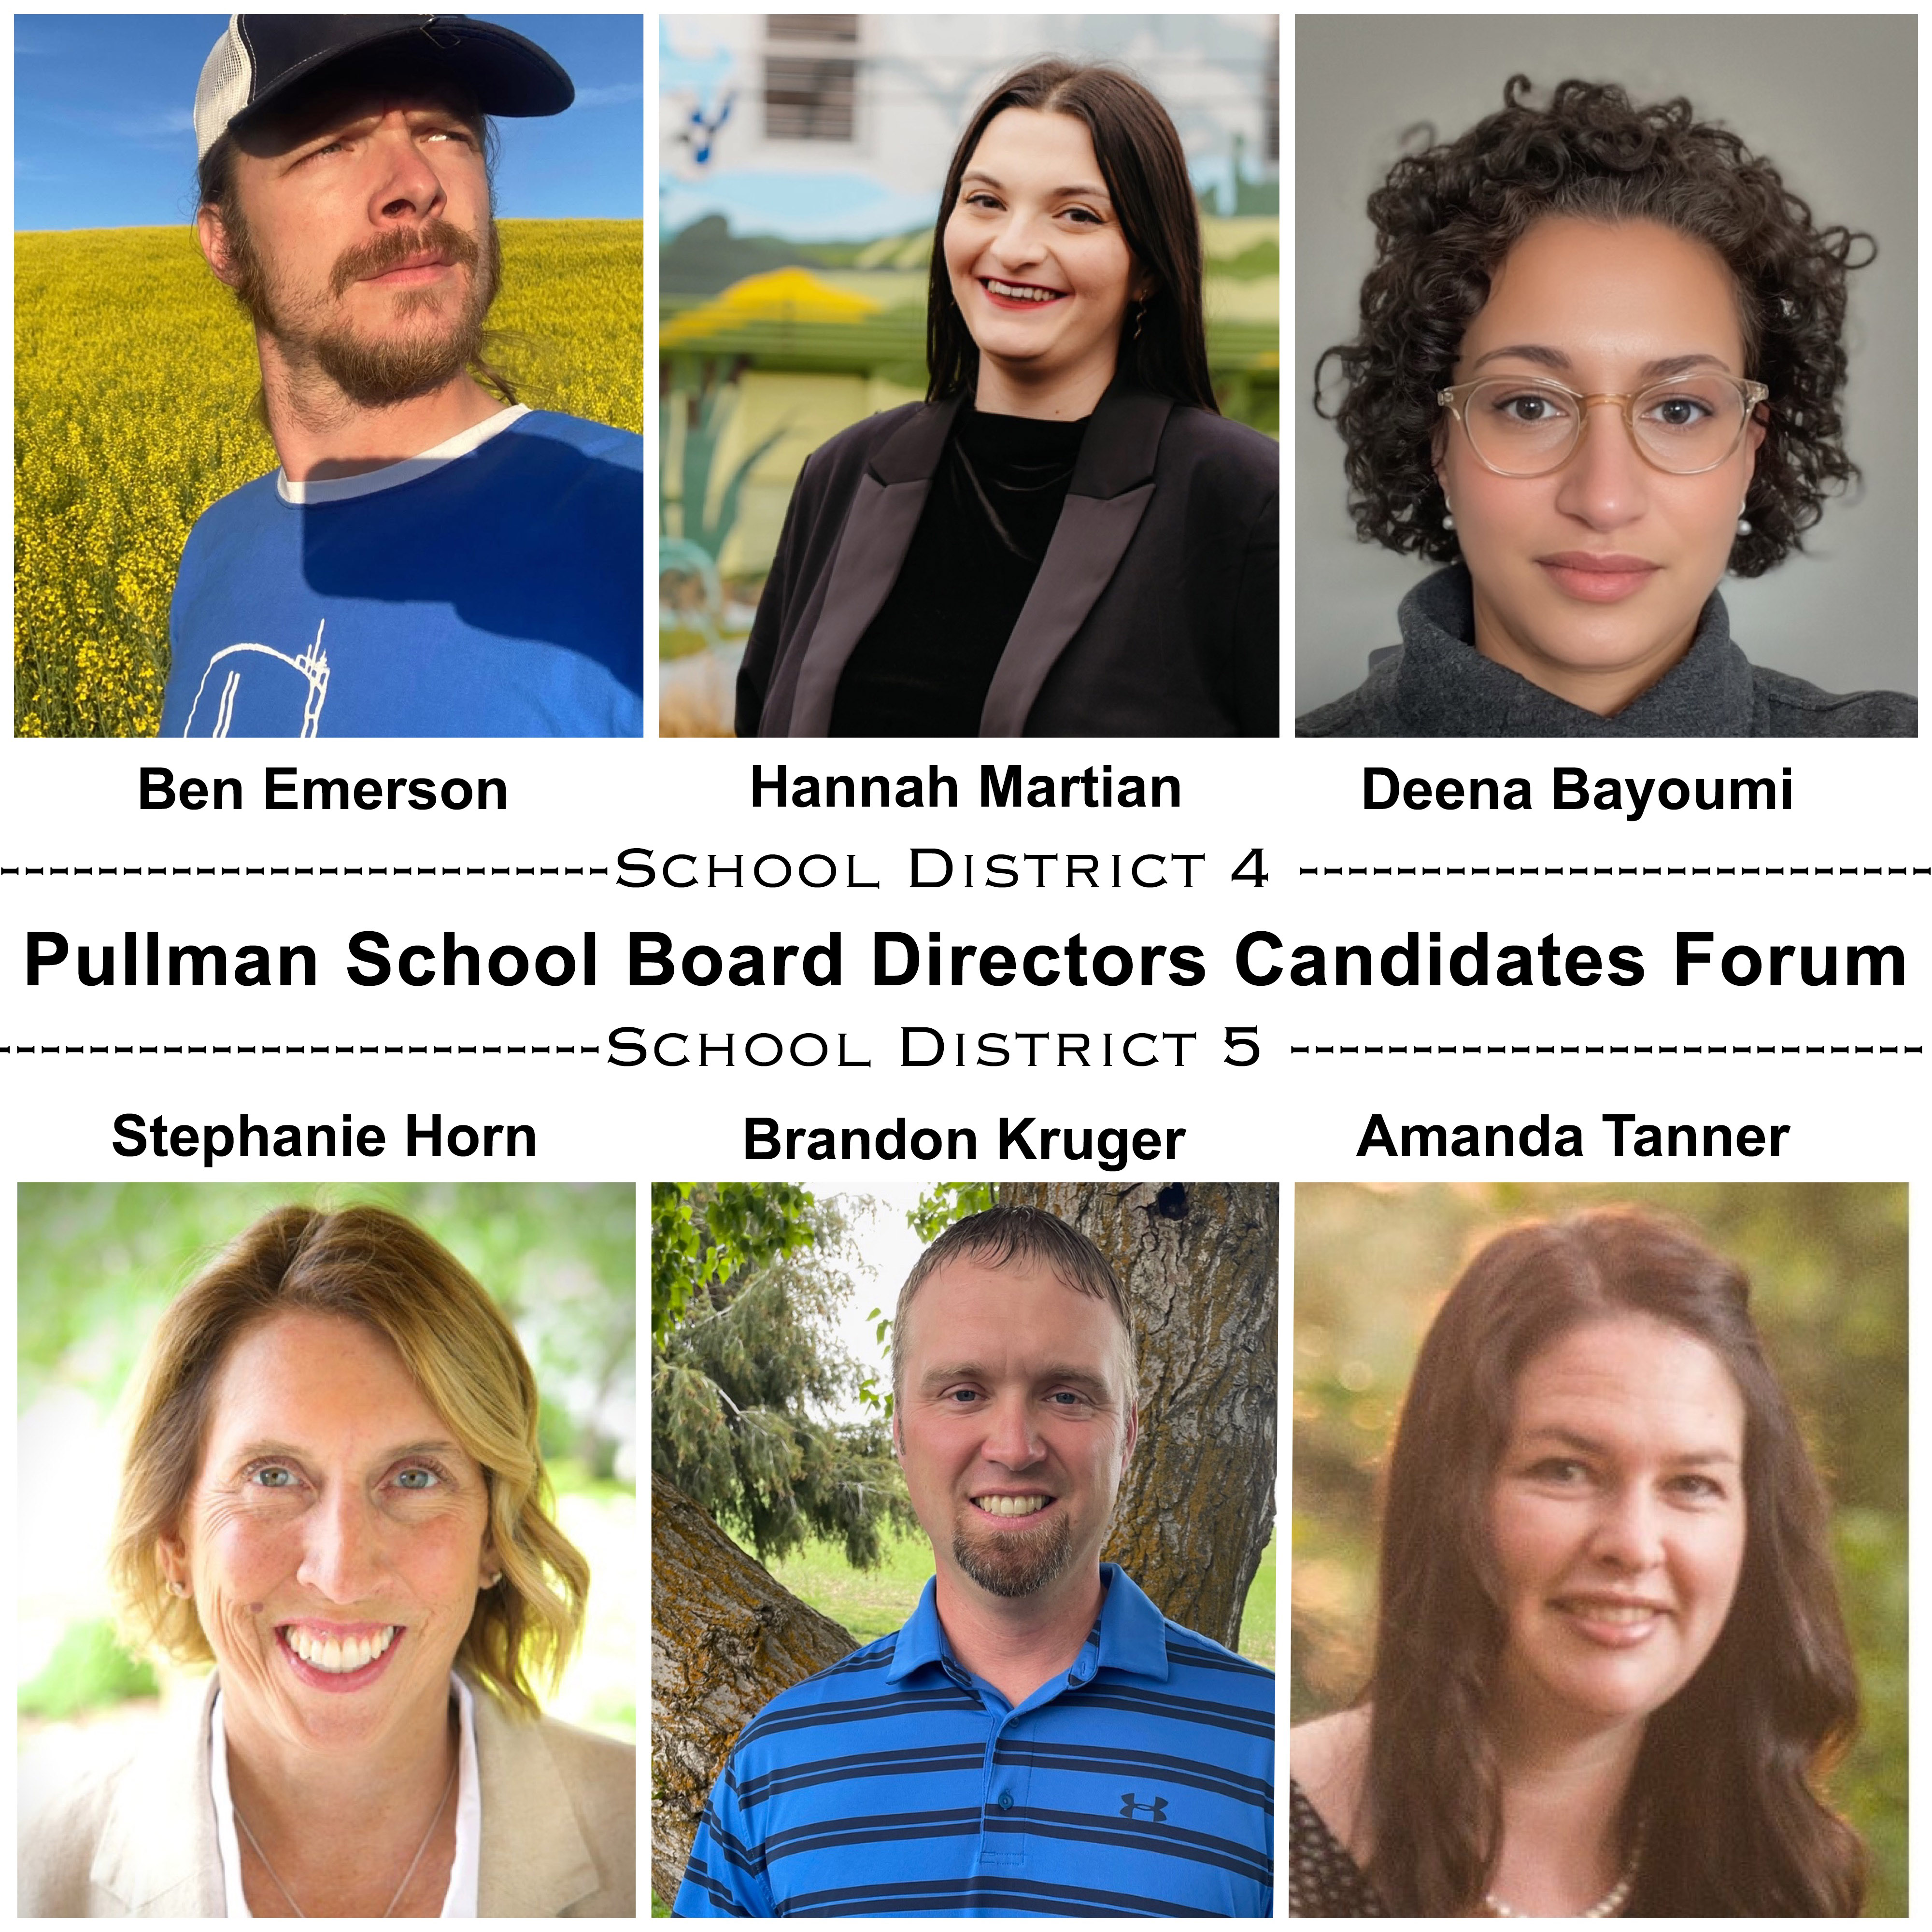 Ben Emerson
Hannah Martian
Deena Bayoumi
School District 4
Pullman School Board Directors Candidates Forum
School District 5
Stephanie Horn
Brandon Kruger
Amanda Tanner